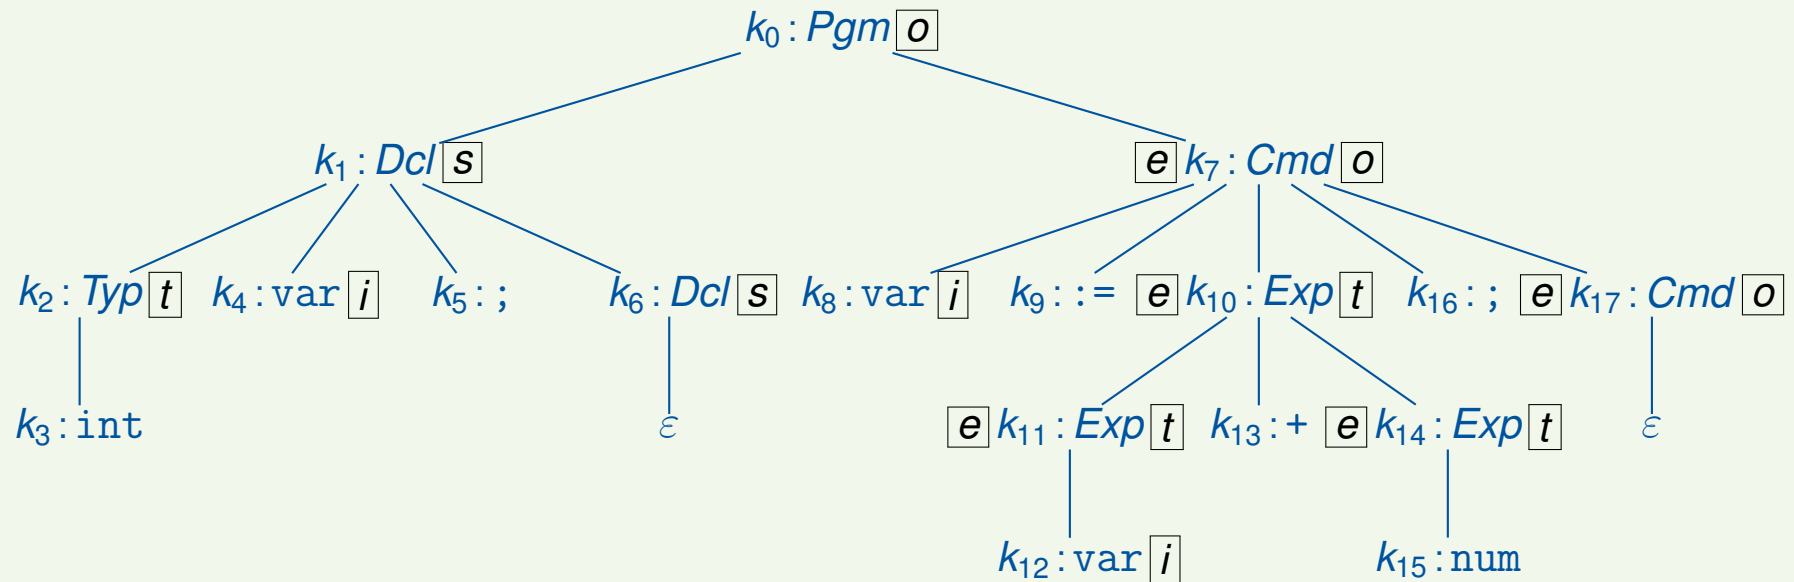 k₀ : Pgm o
k₁ : Dcl s e k₇ : Cmd o
k₂ : Typ t k₄ : var i k₅ : ; k₆ : Dcl s k₈ : var i k₉ : := e k₁₀ : Exp t k₁₆ : ; e k₁₇ : Cmd o
k₃ : int ε e k₁₁ : Exp t k₁₃ : + e k₁₄ : Exp t ε
k₁₂ : var i k₁₅ : num